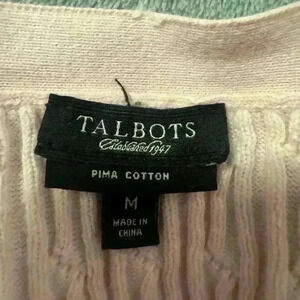 TALBOTS
Established 1947
PIMA COTTON
M
MADE IN
CHINA